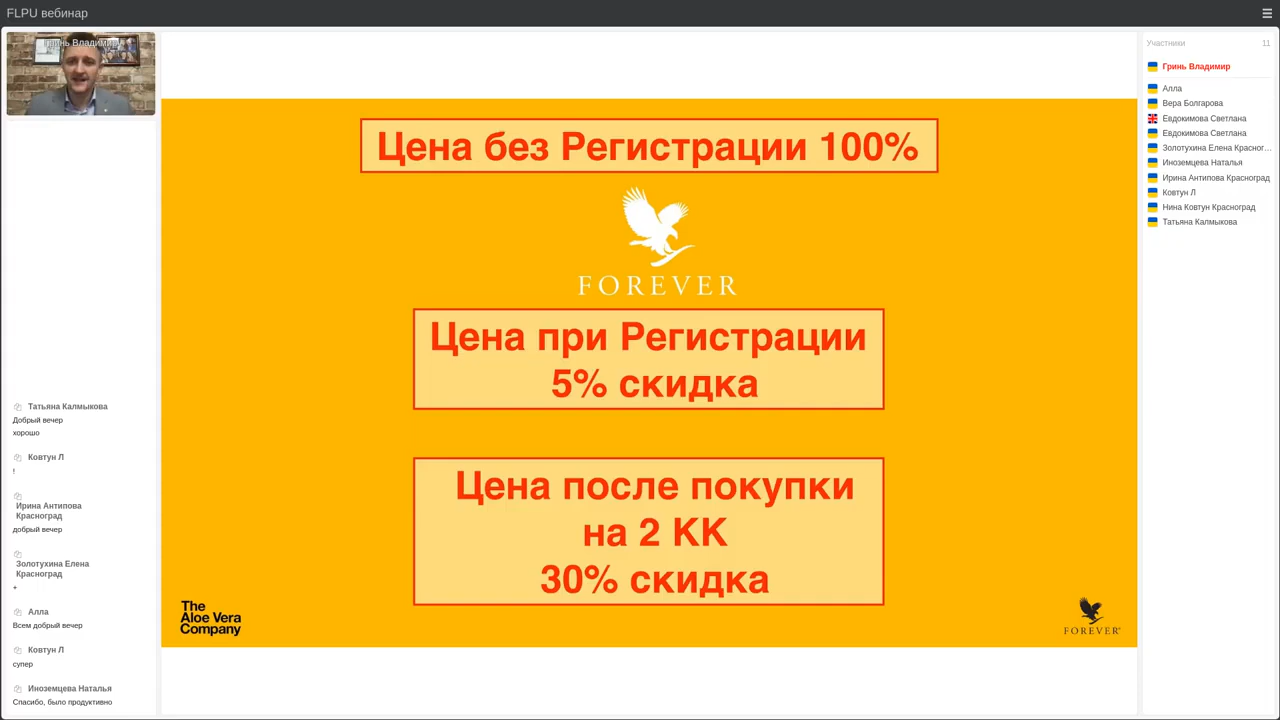 FLPU вебинар
Гринь Владимир
Татьяна Калмыкова
Добрый вечер
хорошо
Ковтун Л
!
Ирина Антипова
Красноград
добрый вечер
Золотухина Елена
Красноград
+
Алла
Всем добрый вечер
Ковтун Л
супер
Иноземцева Наталья
Спасибо, было продуктивно
Цена без Регистрации 100%
FOREVER
Цена при Регистрации
5% скидка
Цена после покупки
на 2 КК
30% скидка
The
Aloe Vera
Company
FOREVER
Участники 11
Гринь Владимир
Алла
Вера Болгарова
Евдокимова Светлана
Евдокимова Светлана
Золотухина Елена Красног…
Иноземцева Наталья
Ирина Антипова Красноград
Ковтун Л
Нина Ковтун Красноград
Татьяна Калмыкова